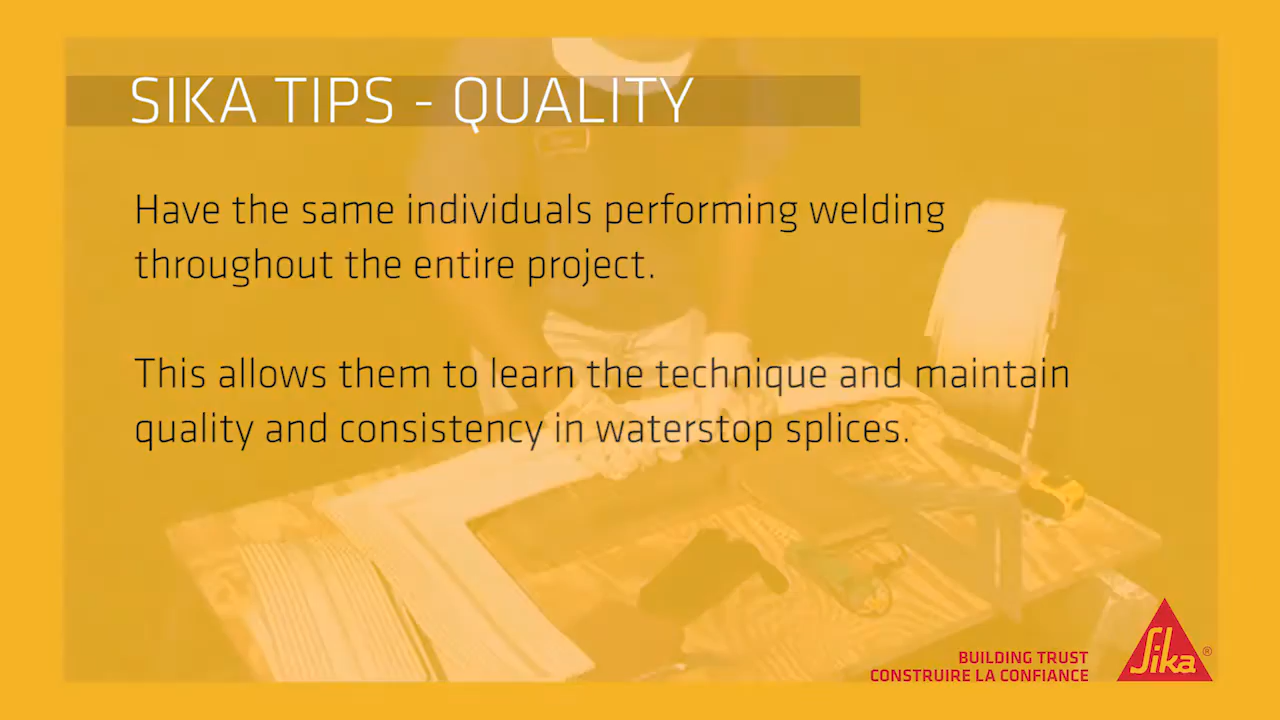 SIKA TIPS - QUALITY
Have the same individuals performing welding
throughout the entire project.
This allows them to learn the technique and maintain
quality and consistency in waterstop splices.
BUILDING TRUST
CONSTRUIRE LA CONFIANCE
Sika®